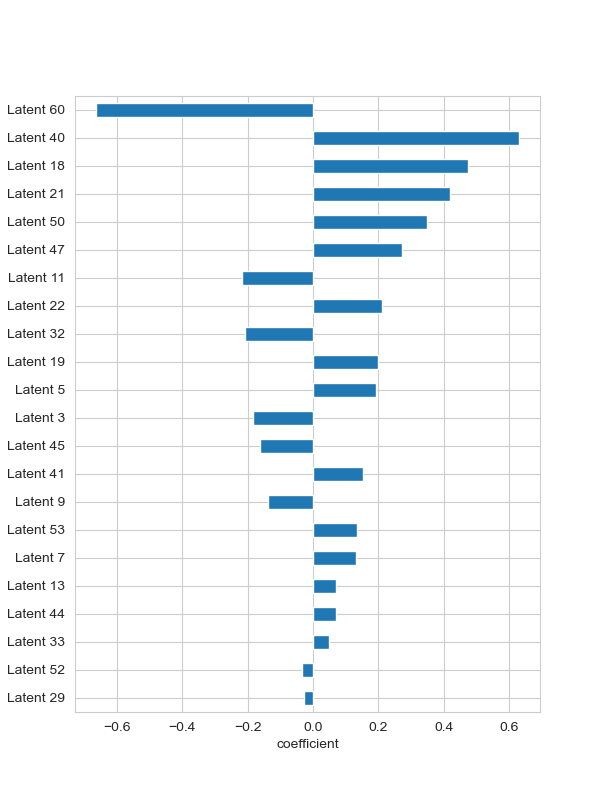 Latent 60
Latent 40
Latent 18
Latent 21
Latent 50
Latent 47
Latent 11
Latent 22
Latent 32
Latent 19
Latent 5
Latent 3
Latent 45
Latent 41
Latent 9
Latent 53
Latent 7
Latent 13
Latent 44
Latent 33
Latent 52
Latent 29
−0.6 −0.4 −0.2 0.0 0.2 0.4 0.6
coefficient